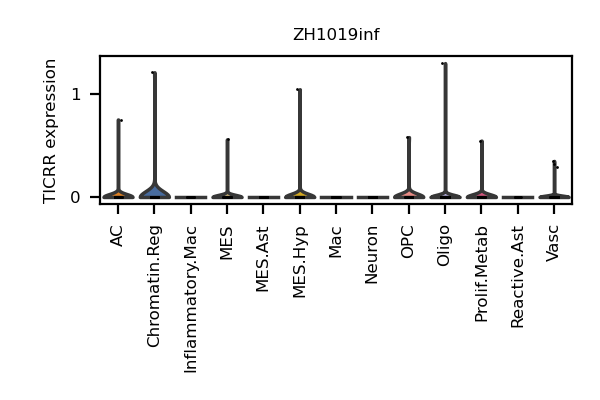 ZH1019inf
TICRR expression
1
0
AC
Chromatin.Reg
Inflammatory.Mac
MES
MES.Ast
MES.Hyp
Mac
Neuron
OPC
Oligo
Prolif.Metab
Reactive.Ast
Vasc